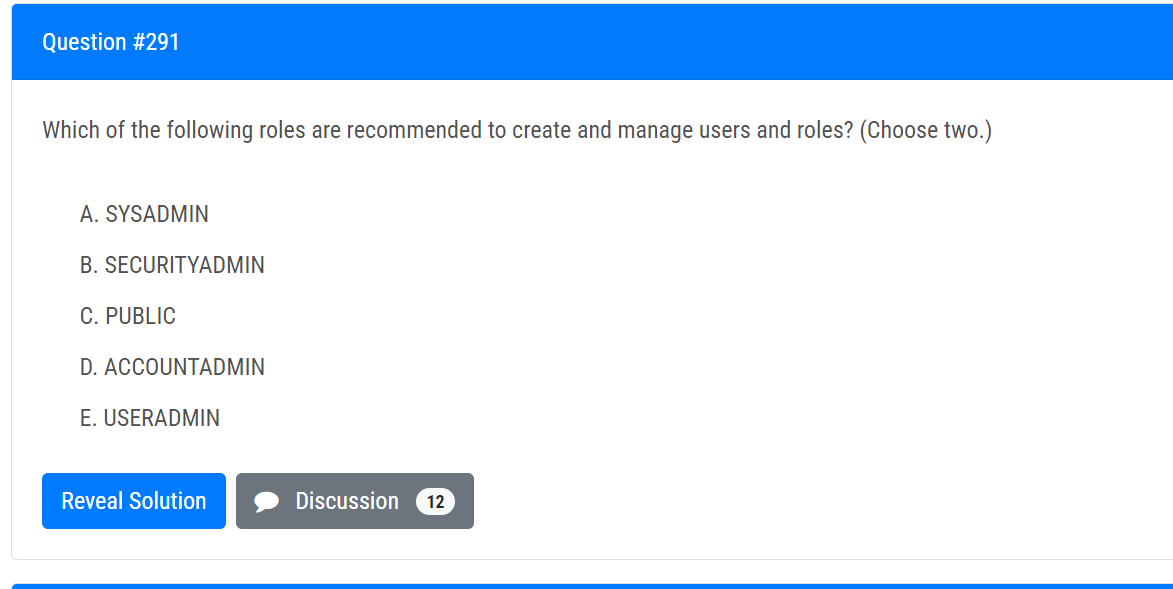 Question #291
Which of the following roles are recommended to create and manage users and roles? (Choose two.)
A. SYSADMIN
B. SECURITYADMIN
C. PUBLIC
D. ACCOUNTADMIN
E. USERADMIN
Reveal Solution Discussion 12